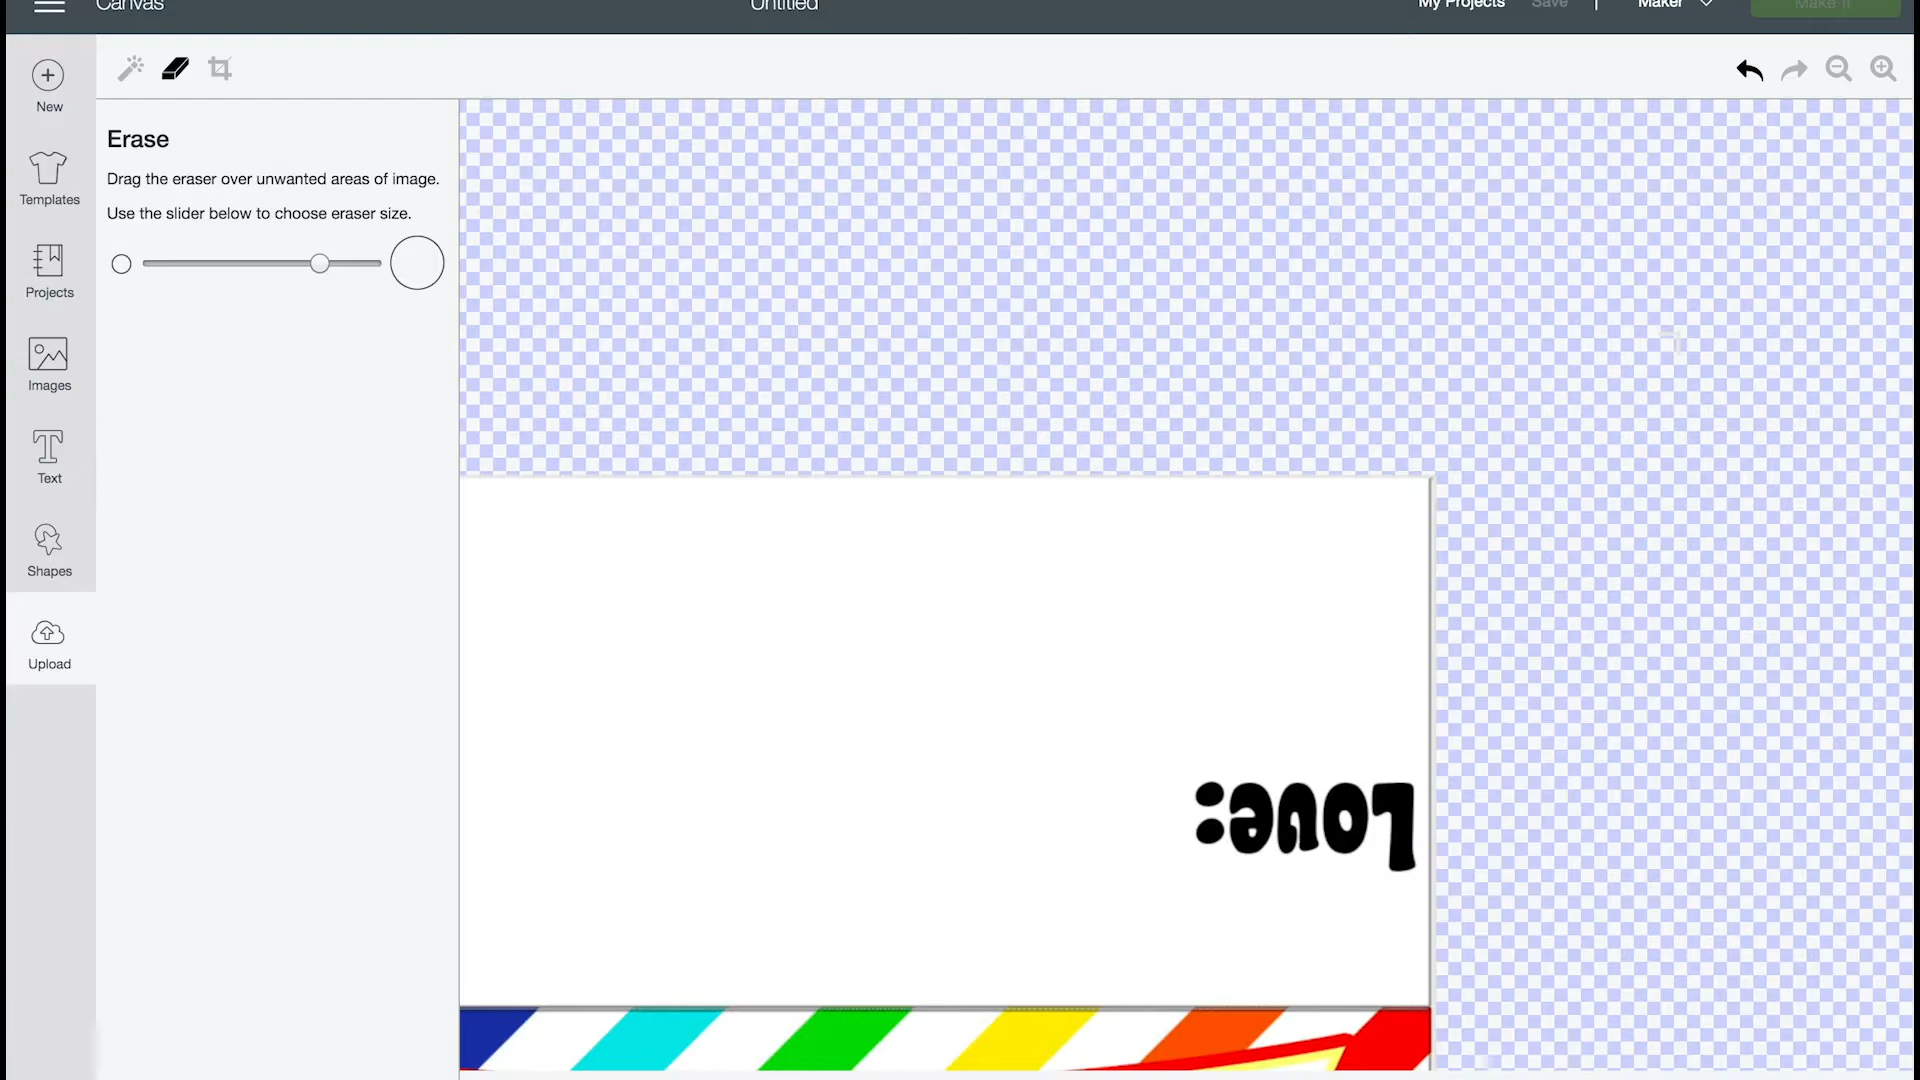 Canvas
Untitled
My Projects
Save
|
Maker
Make It
New
Templates
Projects
Images
Text
Shapes
Upload
Erase
Drag the eraser over unwanted areas of image.
Use the slider below to choose eraser size.
Love: